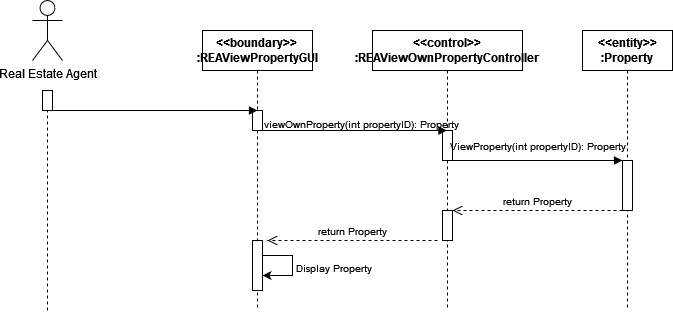 <<boundary>>
:REAViewPropertyGUI
<<control>>
:REAViewOwnPropertyController
<<entity>>
:Property
Real Estate Agent
viewOwnProperty(int propertyID): Property
ViewProperty(int propertyID): Property
return Property
return Property
Display Property